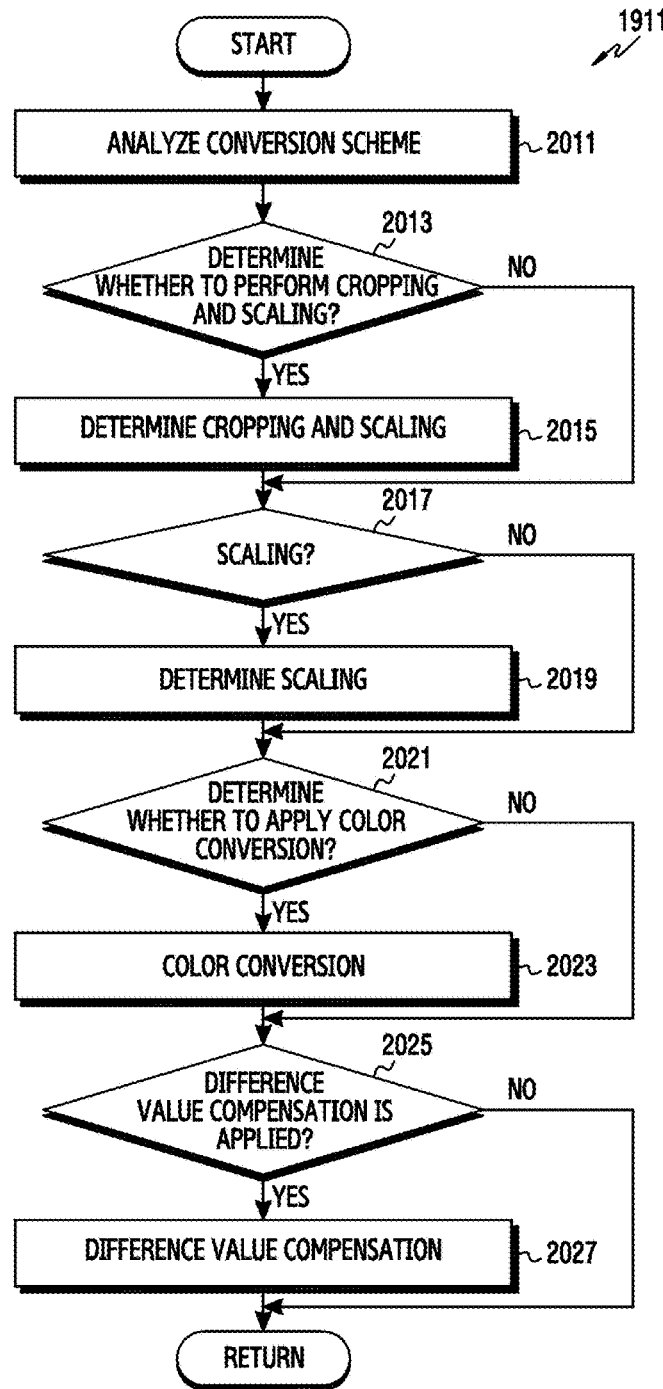 1911
START
ANALYZE CONVERSION SCHEME
2011
2013
DETERMINE
WHETHER TO PERFORM CROPPING
AND SCALING?
NO
YES
DETERMINE CROPPING AND SCALING
2015
2017
SCALING?
NO
YES
DETERMINE SCALING
2019
2021
DETERMINE
WHETHER TO APPLY COLOR
CONVERSION?
NO
YES
COLOR CONVERSION
2023
2025
DIFFERENCE
VALUE COMPENSATION IS
APPLIED?
NO
YES
DIFFERENCE VALUE COMPENSATION
2027
RETURN